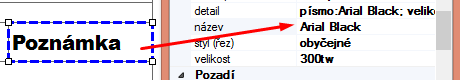 Poznámka
detail písmo:Arial Black; veliko
název Arial Black
styl (řez) obyčejné
velikost 300tw
Pozadí